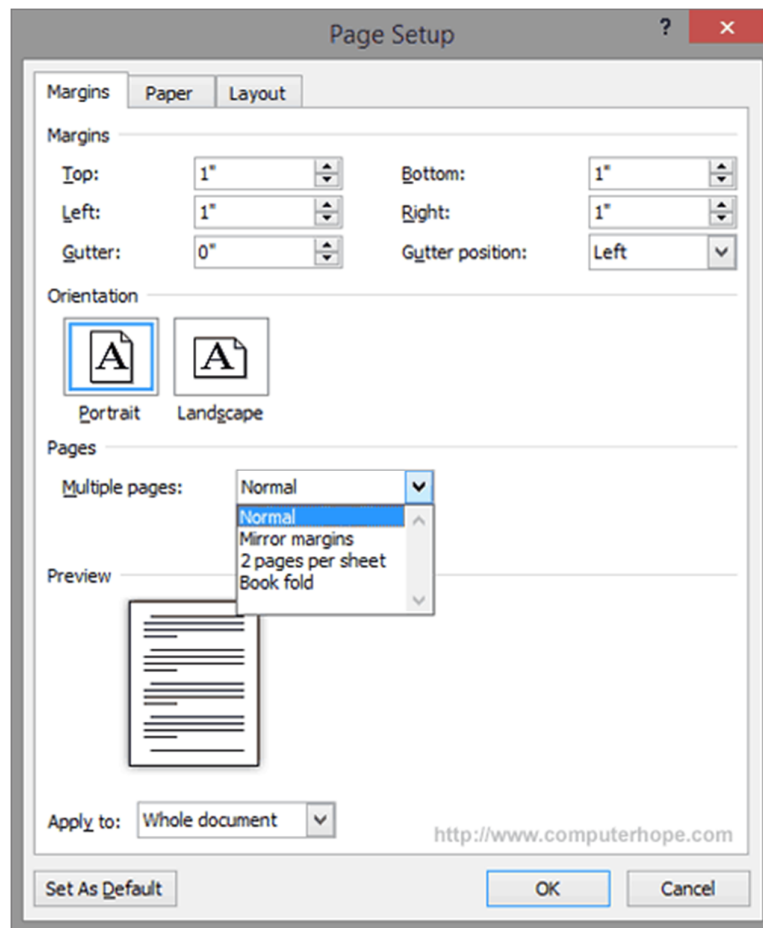 Page Setup ?
Margins Paper Layout
Margins
Top: 1" Bottom: 1"
Left: 1" Right: 1"
Gutter: 0" Gutter position: Left
Orientation
A A
Portrait Landscape
Pages
Multiple pages: Normal
Normal
Mirror margins
2 pages per sheet
Book fold
Preview
Apply to: Whole document
http://www.computerhope.com
Set As Default OK Cancel